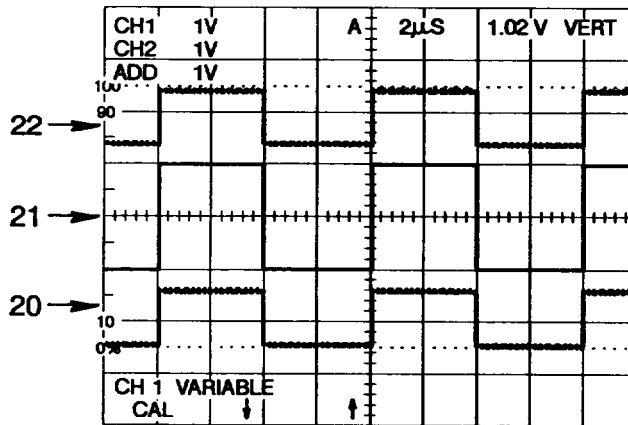 CH1 1V A 2µS 1.02 V VERT
CH2 1V
ADD 1V
100
90
22
21
20
10
0%
CH 1 VARIABLE
CAL